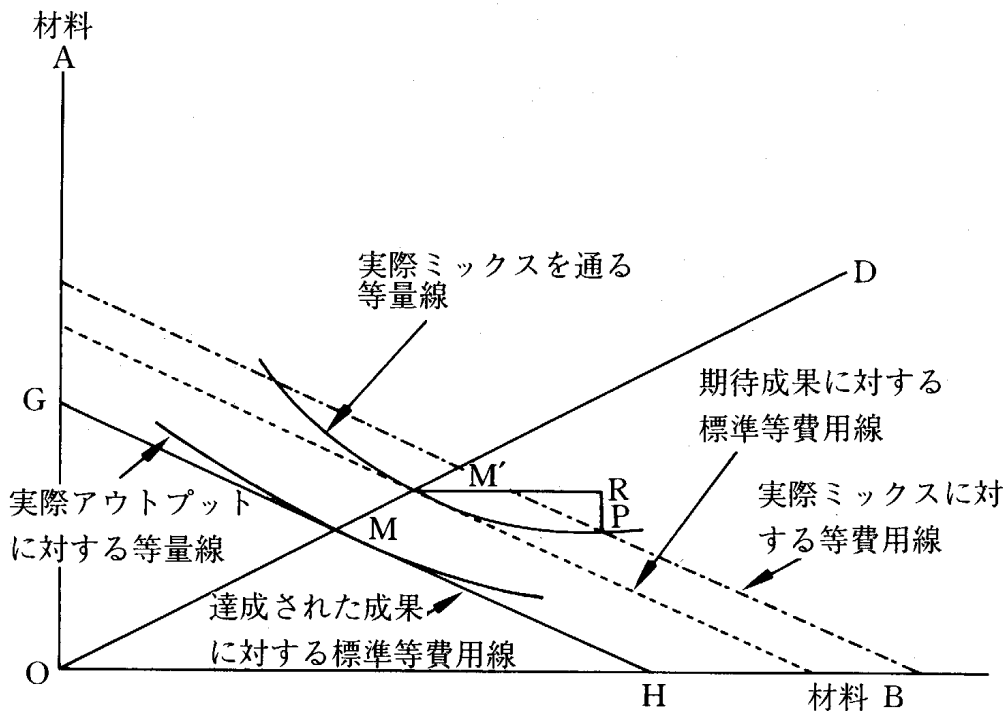 材料
A
実際ミックスを通る
等量線
D
期待成果に対する
標準等費用線
G
M′
R
P
実際アウトプット
に対する等量線
M
実際ミックスに対
する等費用線
達成された成果
に対する標準等費用線
O
H
材料 B